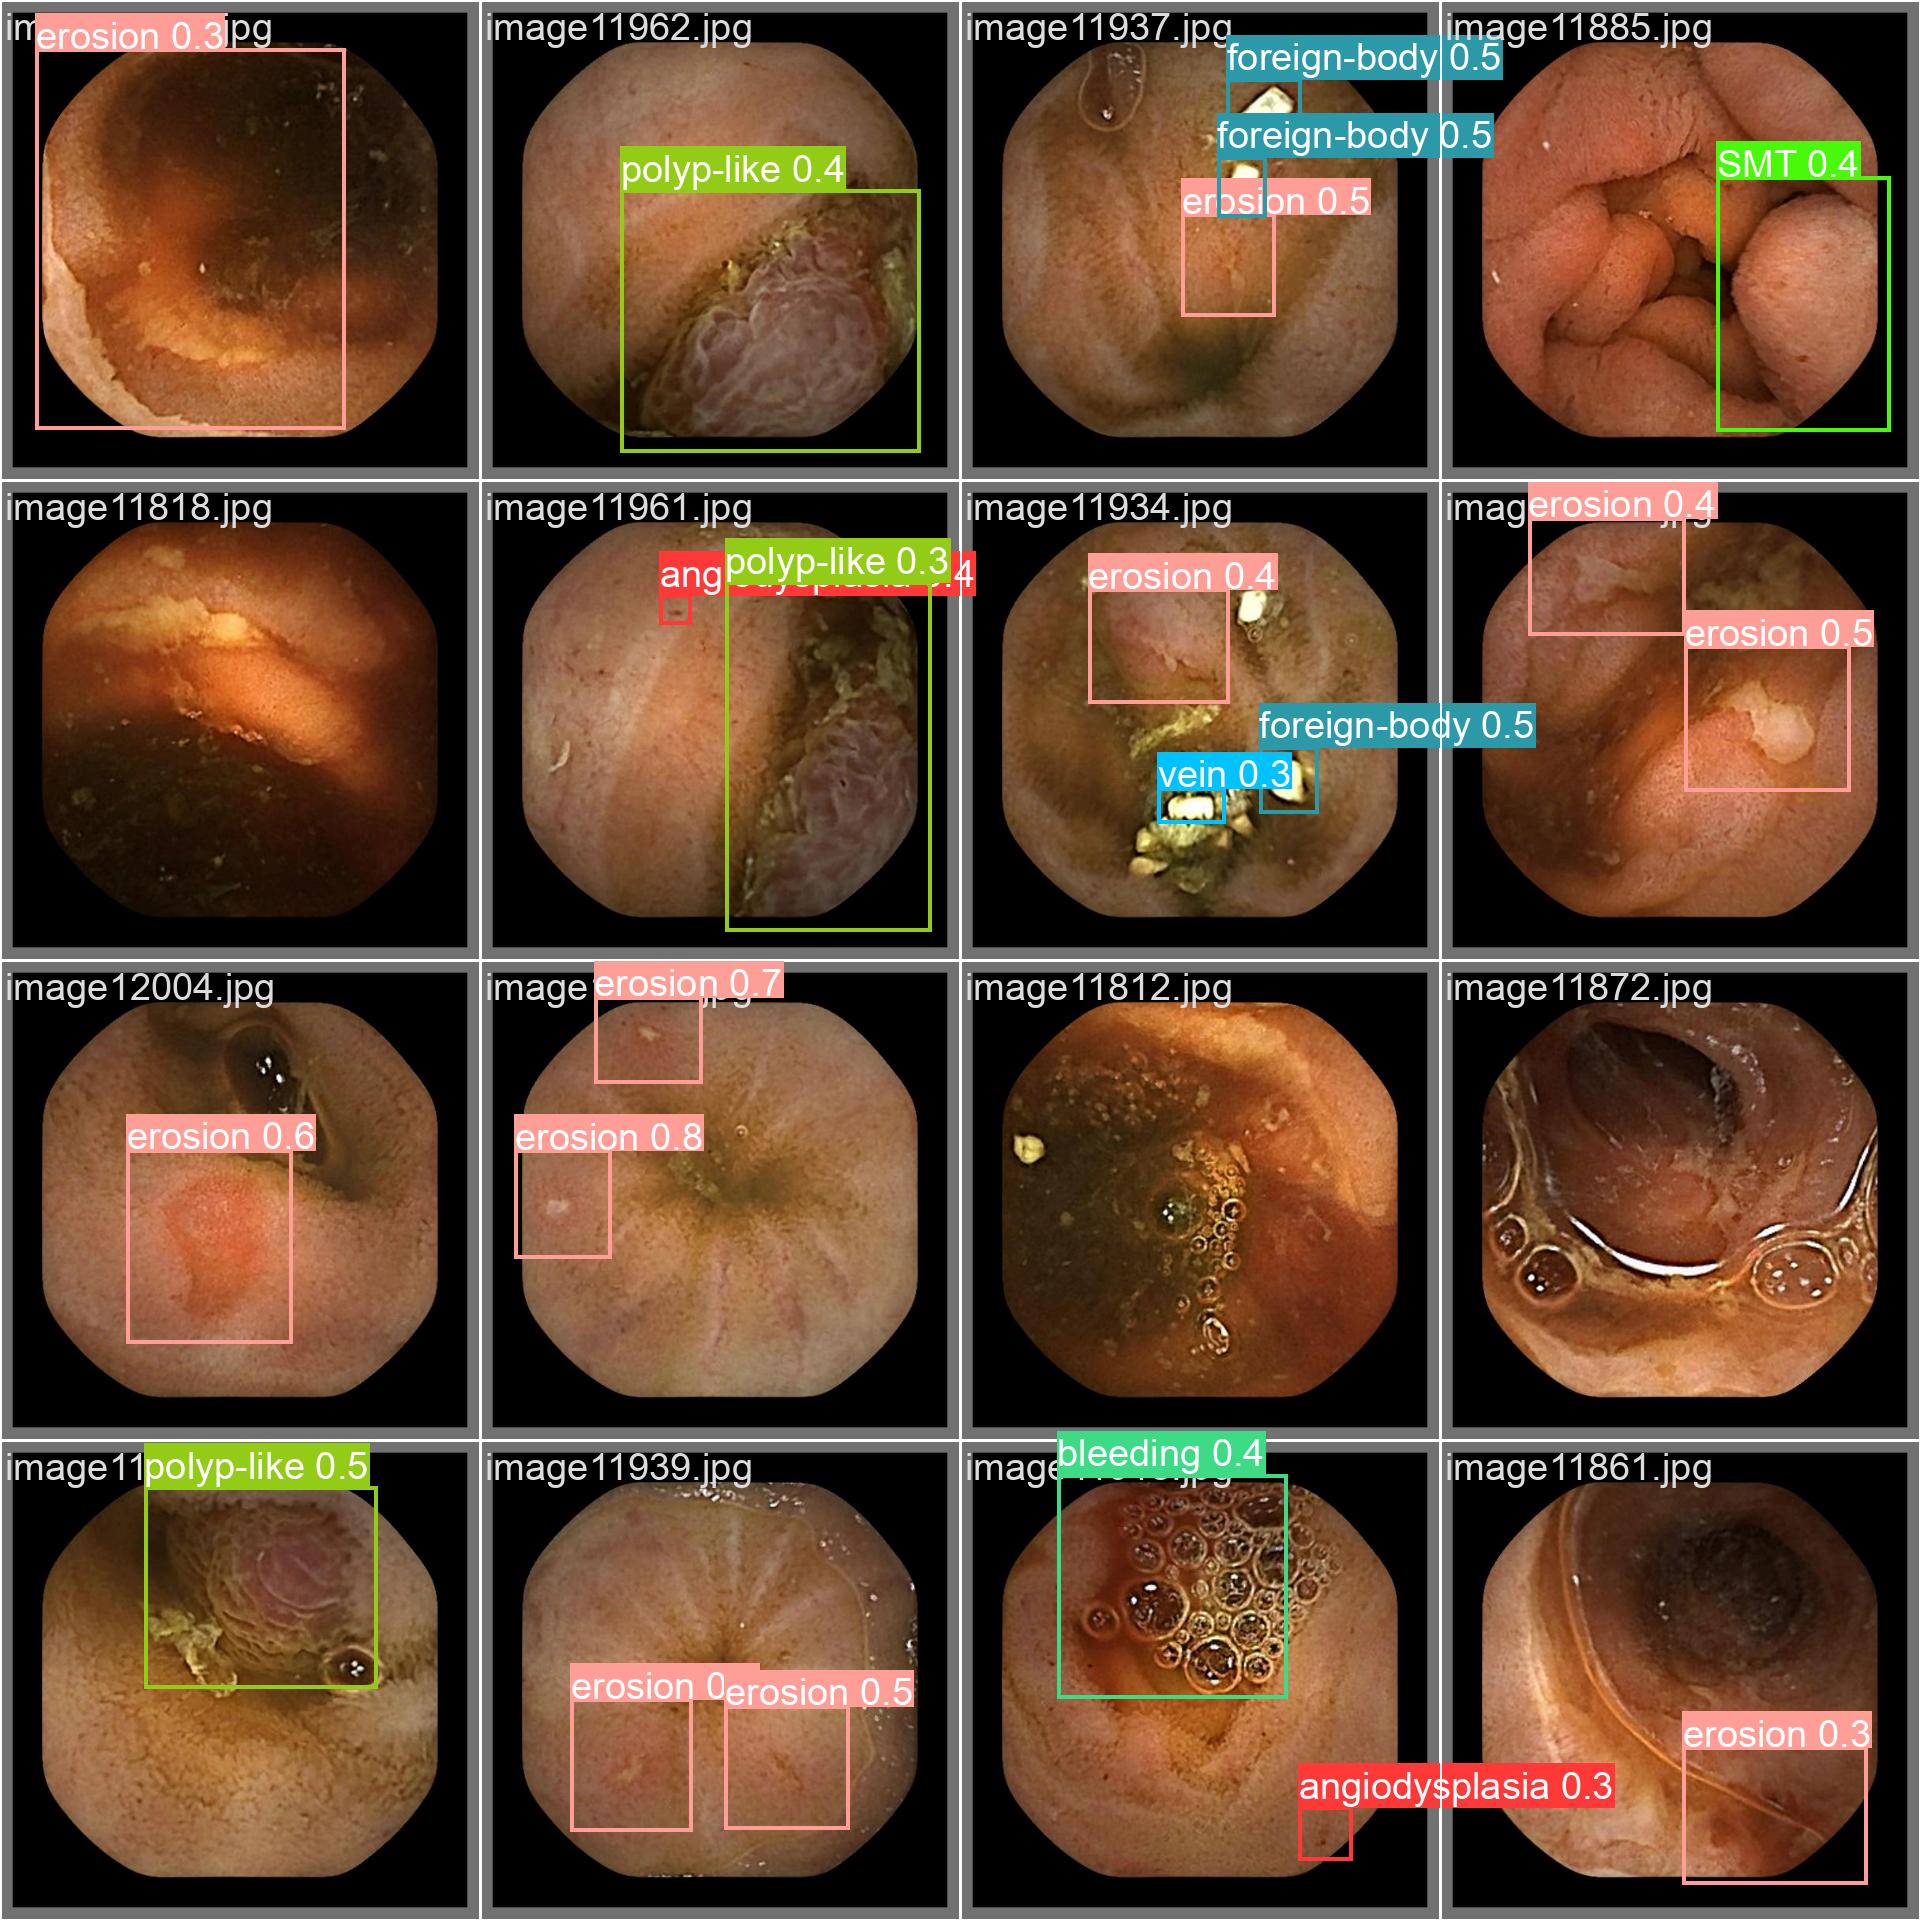 erosion 0.3
jpg
image11962.jpg
polyp-like 0.4
image11937.jpg
foreign-body 0.5
foreign-body 0.5
erosion 0.5
image11885.jpg
SMT 0.4
image11818.jpg
image11961.jpg
polyp-like 0.3
image11934.jpg
erosion 0.4
foreign-body 0.5
vein 0.3
erosion 0.4
erosion 0.5
image12004.jpg
erosion 0.6
erosion 0.7
erosion 0.8
image11812.jpg
image11872.jpg
polyp-like 0.5
image11939.jpg
erosion
erosion 0.5
bleeding 0.4
angiodysplasia 0.3
image11861.jpg
erosion 0.3